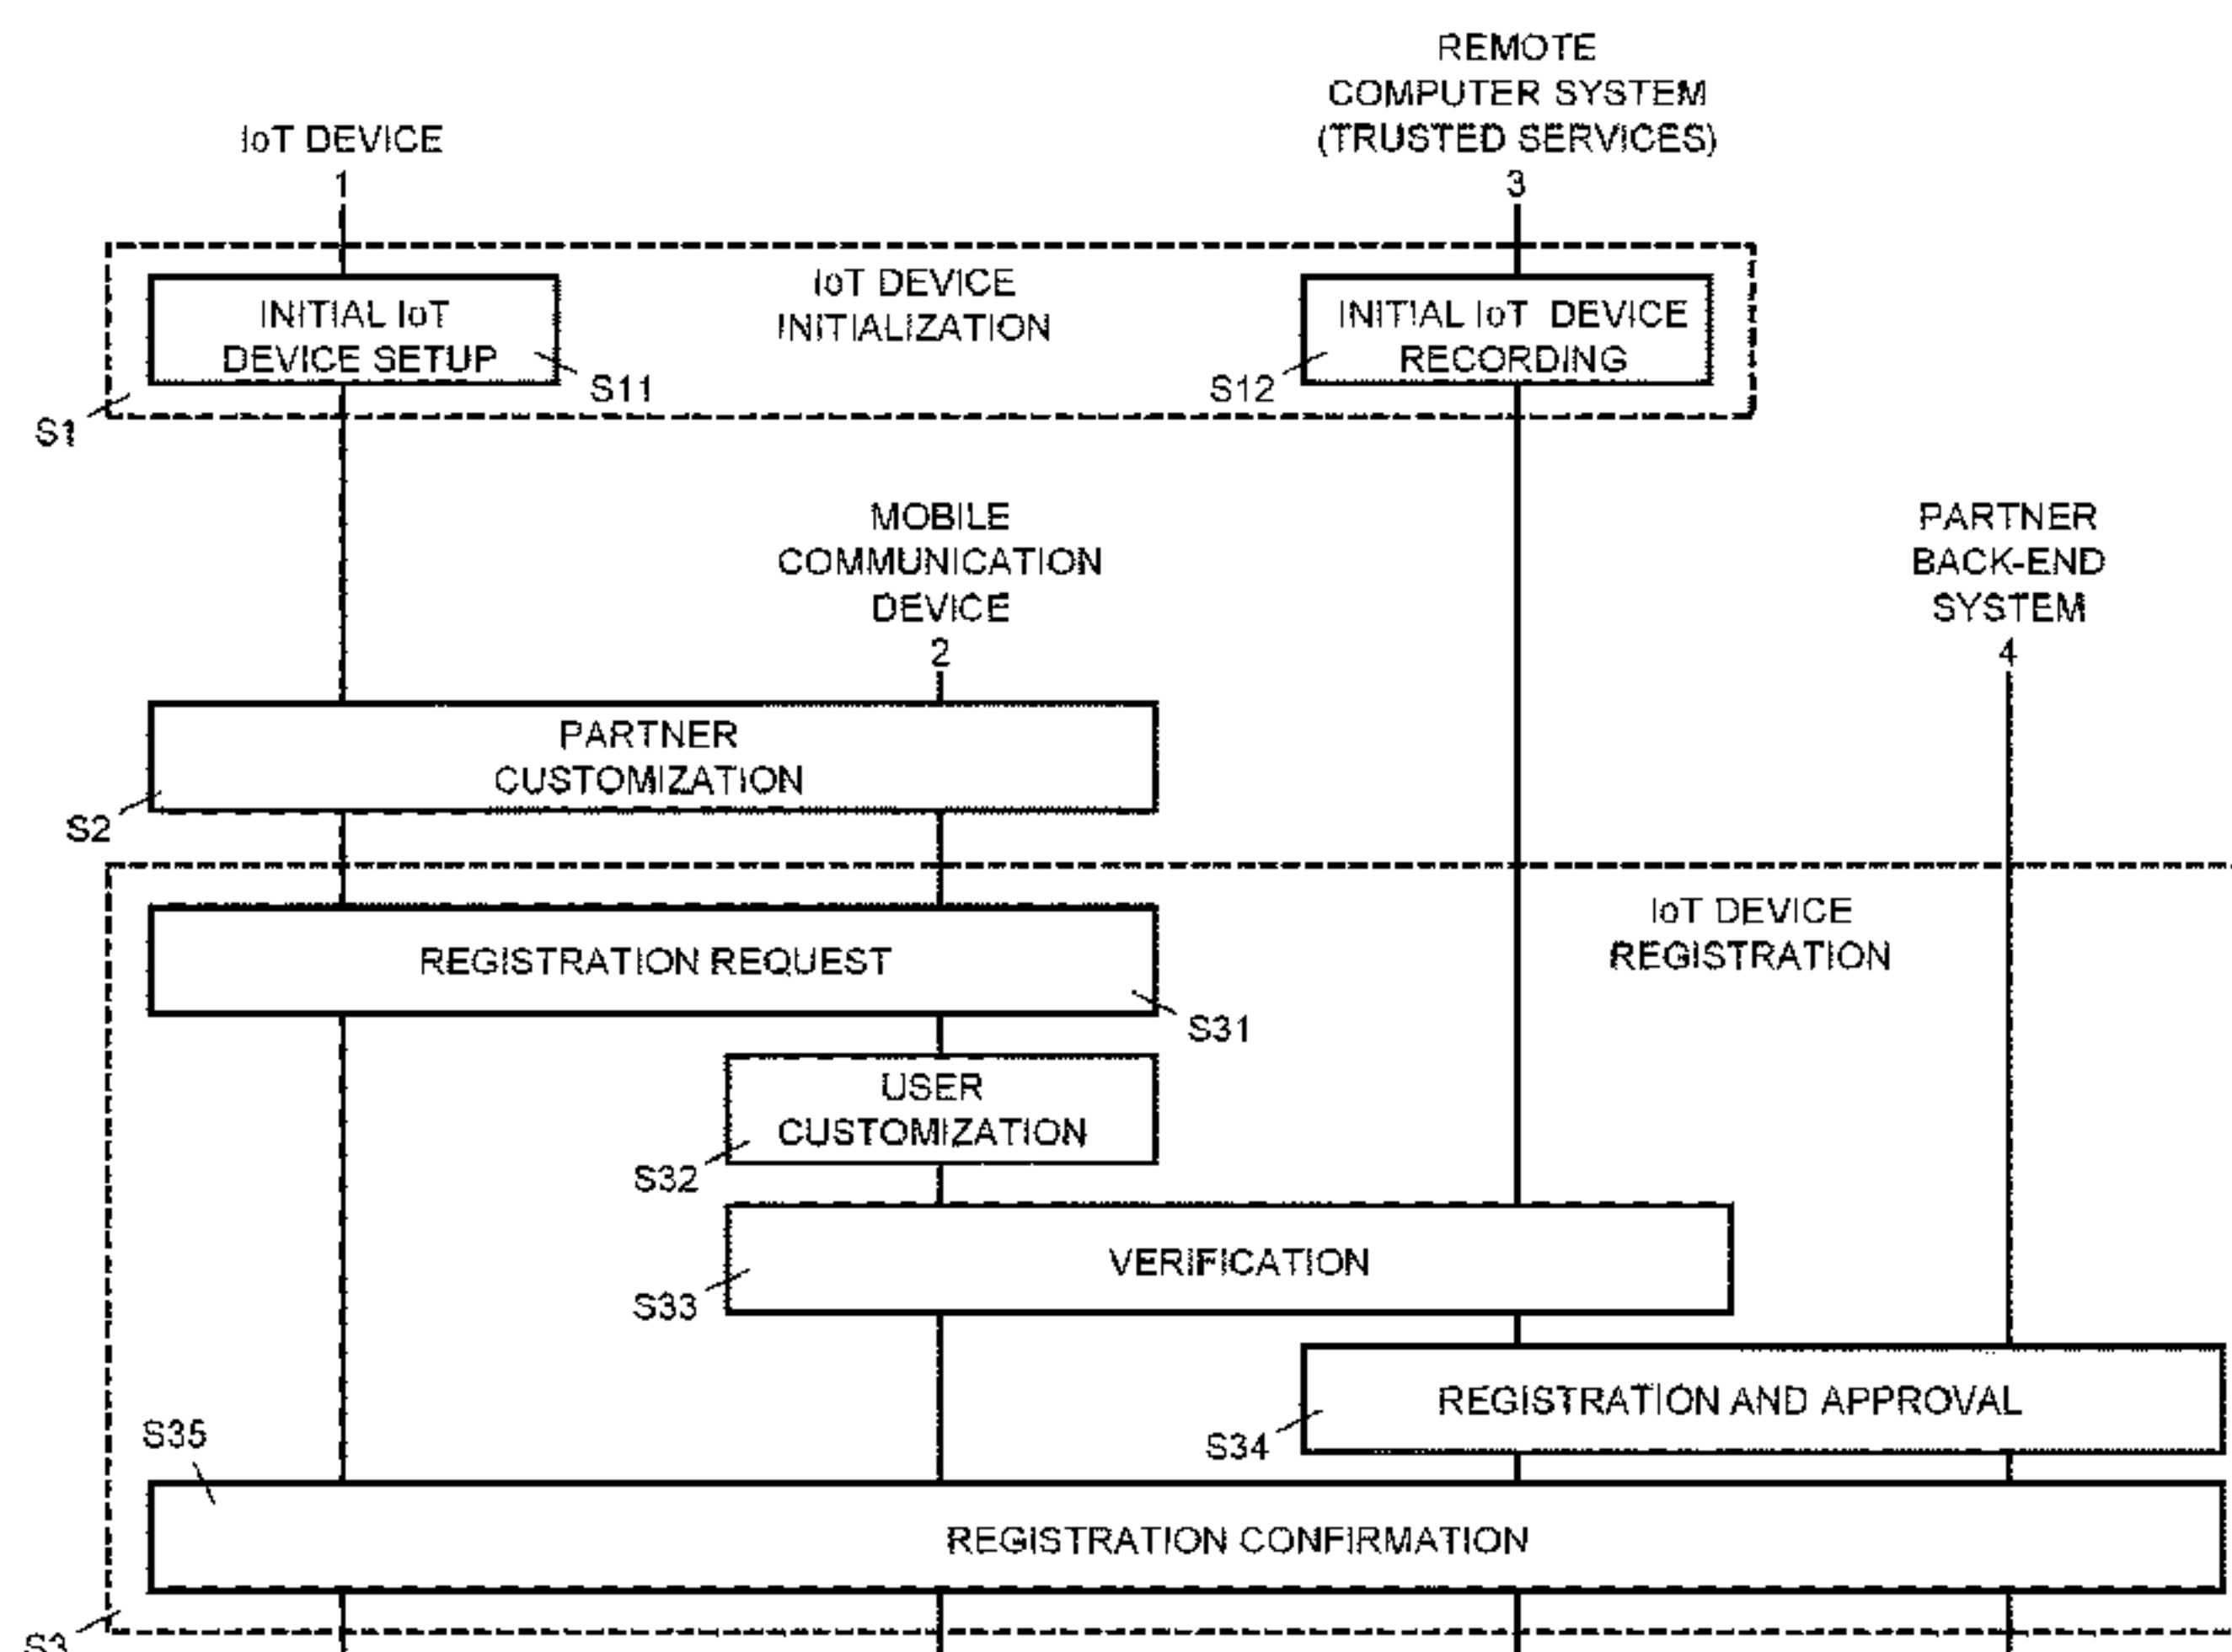 REMOTE
COMPUTER SYSTEM
(TRUSTED SERVICES)
3
IoT DEVICE
1
IoT DEVICE
INITIALIZATION
INITIAL IoT
DEVICE SETUP
INITIAL IoT DEVICE
RECORDING
S11
S12
S1
MOBILE
COMMUNICATION
DEVICE
2
PARTNER
BACK-END
SYSTEM
4
PARTNER
CUSTOMIZATION
S2
IoT DEVICE
REGISTRATION
REGISTRATION REQUEST
S31
USER
CUSTOMIZATION
S32
VERIFICATION
S33
REGISTRATION AND APPROVAL
S34
S35
REGISTRATION CONFIRMATION
S3